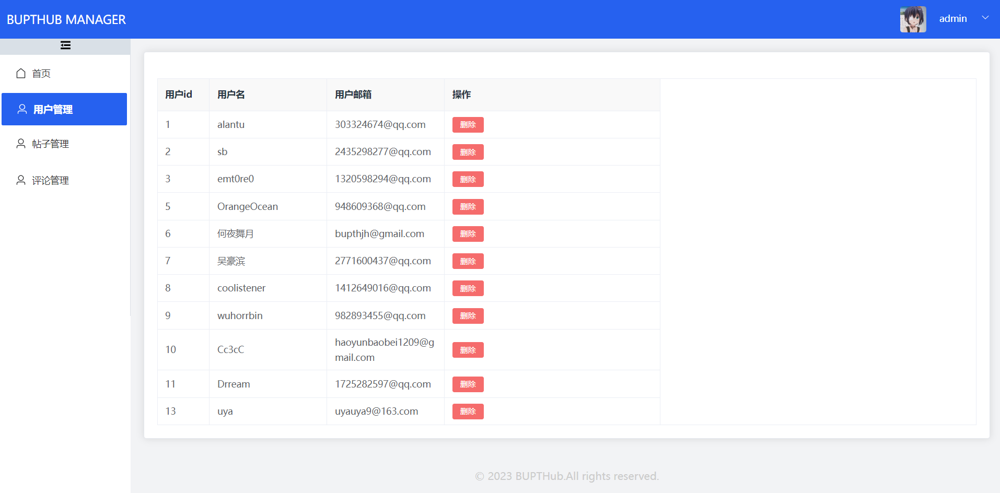 BUPTHUB MANAGER
admin
首页
用户管理
帖子管理
评论管理
用户id 用户名 用户邮箱 操作
1 alantu 303324674@qq.com 删除
2 sb 2435298277@qq.com 删除
3 emt0re0 1320598294@qq.com 删除
5 OrangeOcean 948609368@qq.com 删除
6 何夜舞月 bupthjh@gmail.com 删除
7 吴豪滨 2771600437@qq.com 删除
8 coolistener 1412649016@qq.com 删除
9 wuhorrbin 982893455@qq.com 删除
10 Cc3cC haoyunbaobei1209@g
mail.com 删除
11 Drream 1725282597@qq.com 删除
13 uya uyauya9@163.com 删除
© 2023 BUPTHub.All rights reserved.